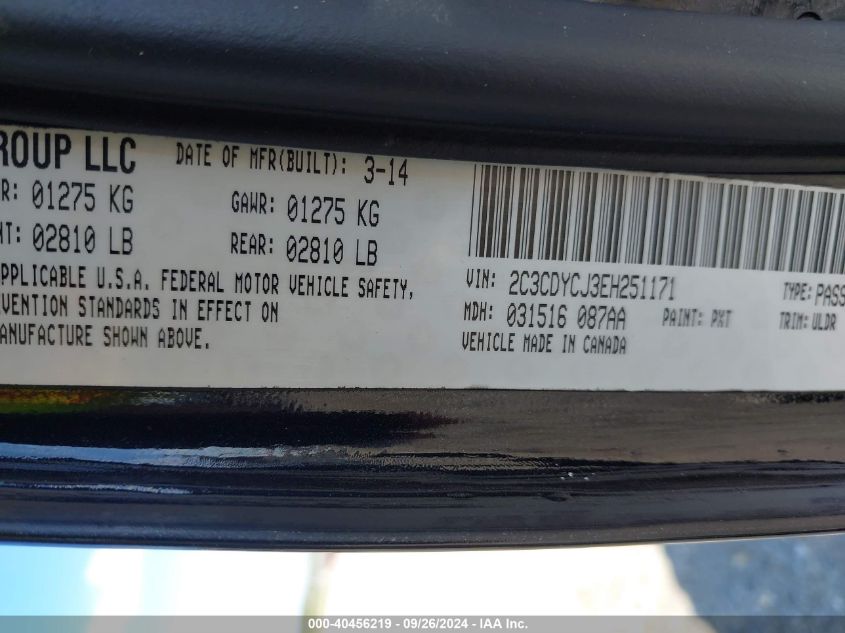 ROUP LLC DATE OF MFR(BUILT): 3-14
R: 01275 KG GAWR: 01275 KG
NT: 02810 LB REAR: 02810 LB
APPLICABLE U.S.A. FEDERAL MOTOR VEHICLE SAFETY,
VENTION STANDARDS IN EFFECT ON
ANUFACTURE SHOWN ABOVE.
VIN: 2C3CDYCJ3EH251171 TYPE: PASS
MDH: 031516 087AA PAINT: PXT TRIM: ULDR
VEHICLE MADE IN CANADA
000-40456219 - 09/26/2024 - IAA Inc.